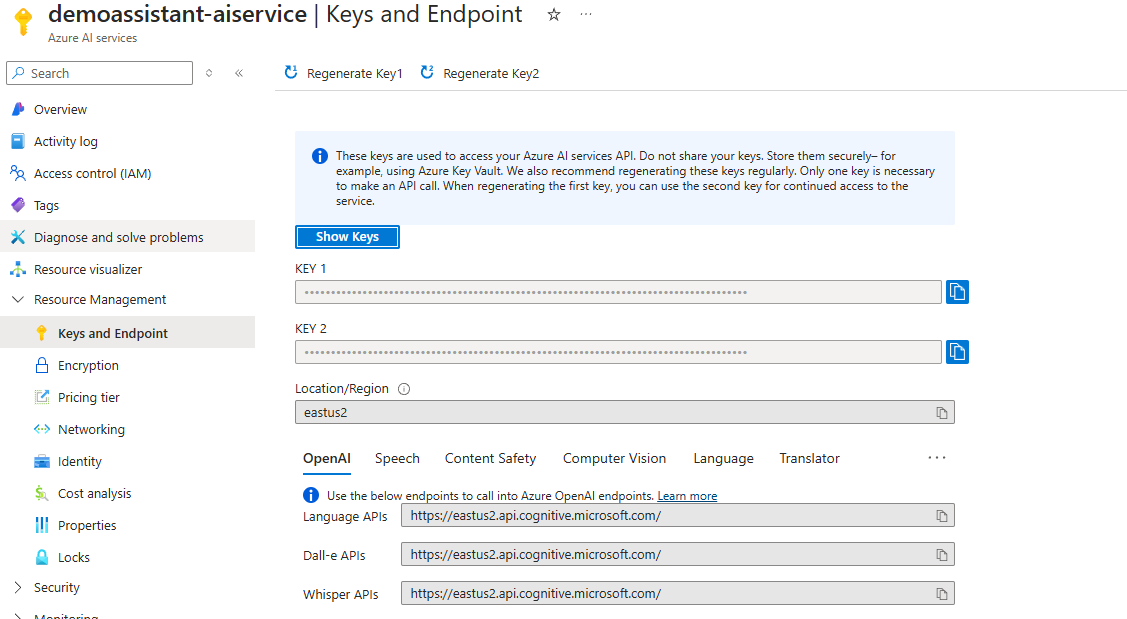 demoassistant-aiservice | Keys and Endpoint
Azure AI services
Search
Regenerate Key1
Regenerate Key2
Overview
Activity log
Access control (IAM)
Tags
Diagnose and solve problems
Resource visualizer
Resource Management
Keys and Endpoint
Encryption
Pricing tier
Networking
Identity
Cost analysis
Properties
Locks
Security
Monitoring
These keys are used to access your Azure AI services API. Do not share your keys. Store them securely– for
example, using Azure Key Vault. We also recommend regenerating these keys regularly. Only one key is necessary
to make an API call. When regenerating the first key, you can use the second key for continued access to the
service.
Show Keys
KEY 1
KEY 2
Location/Region
eastus2
OpenAI Speech Content Safety Computer Vision Language Translator
Use the below endpoints to call into Azure OpenAI endpoints. Learn more
Language APIs https://eastus2.api.cognitive.microsoft.com/
Dall-e APIs https://eastus2.api.cognitive.microsoft.com/
Whisper APIs https://eastus2.api.cognitive.microsoft.com/